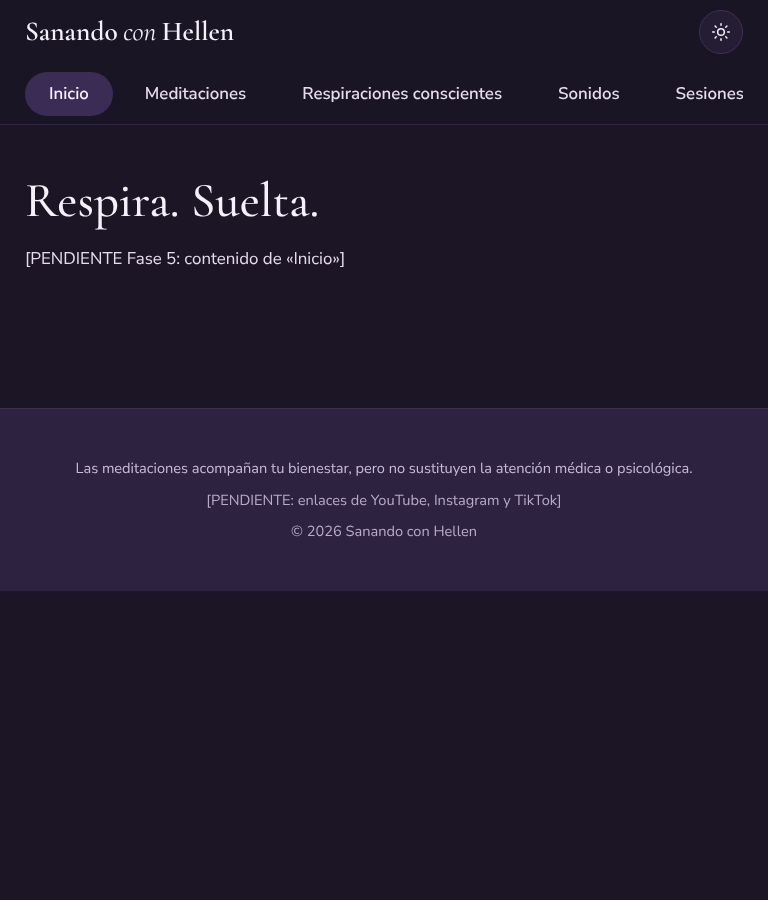 Sanando con Hellen
Inicio Meditaciones Respiraciones conscientes Sonidos Sesiones
Respira. Suelta.
[PENDIENTE Fase 5: contenido de «Inicio»]
Las meditaciones acompañan tu bienestar, pero no sustituyen la atención médica o psicológica.
[PENDIENTE: enlaces de YouTube, Instagram y TikTok]
© 2026 Sanando con Hellen